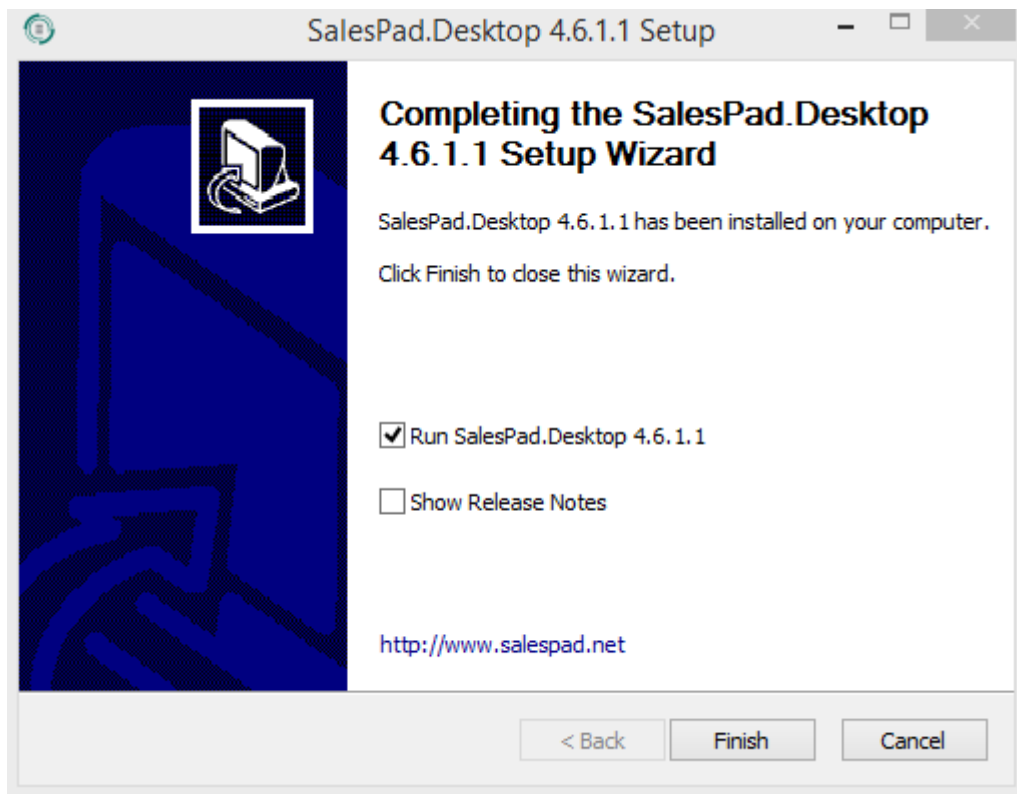 SalesPad.Desktop 4.6.1.1 Setup
Completing the SalesPad.Desktop
4.6.1.1 Setup Wizard
SalesPad.Desktop 4.6.1.1 has been installed on your computer.
Click Finish to close this wizard.
Run SalesPad.Desktop 4.6.1.1
Show Release Notes
http://www.salespad.net
< Back Finish Cancel